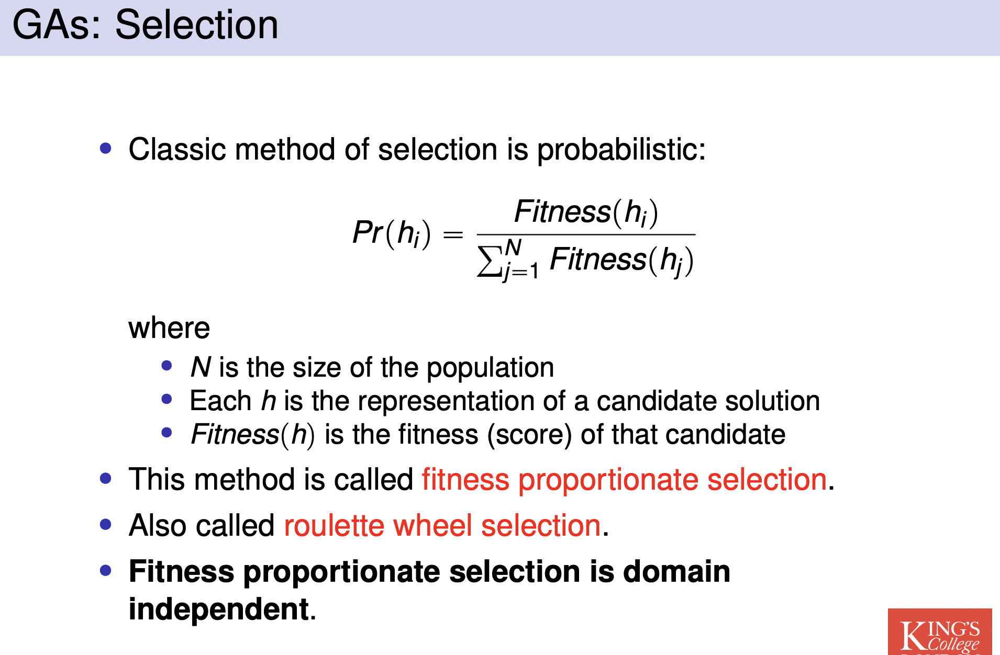 GAs: Selection
• Classic method of selection is probabilistic:
Pr(h_i) = Fitness(h_i) / ∑_{j=1}^{N} Fitness(h_j)
where
• N is the size of the population
• Each h is the representation of a candidate solution
• Fitness(h) is the fitness (score) of that candidate
• This method is called fitness proportionate selection.
• Also called roulette wheel selection.
• Fitness proportionate selection is domain
independent.
KING'S
College